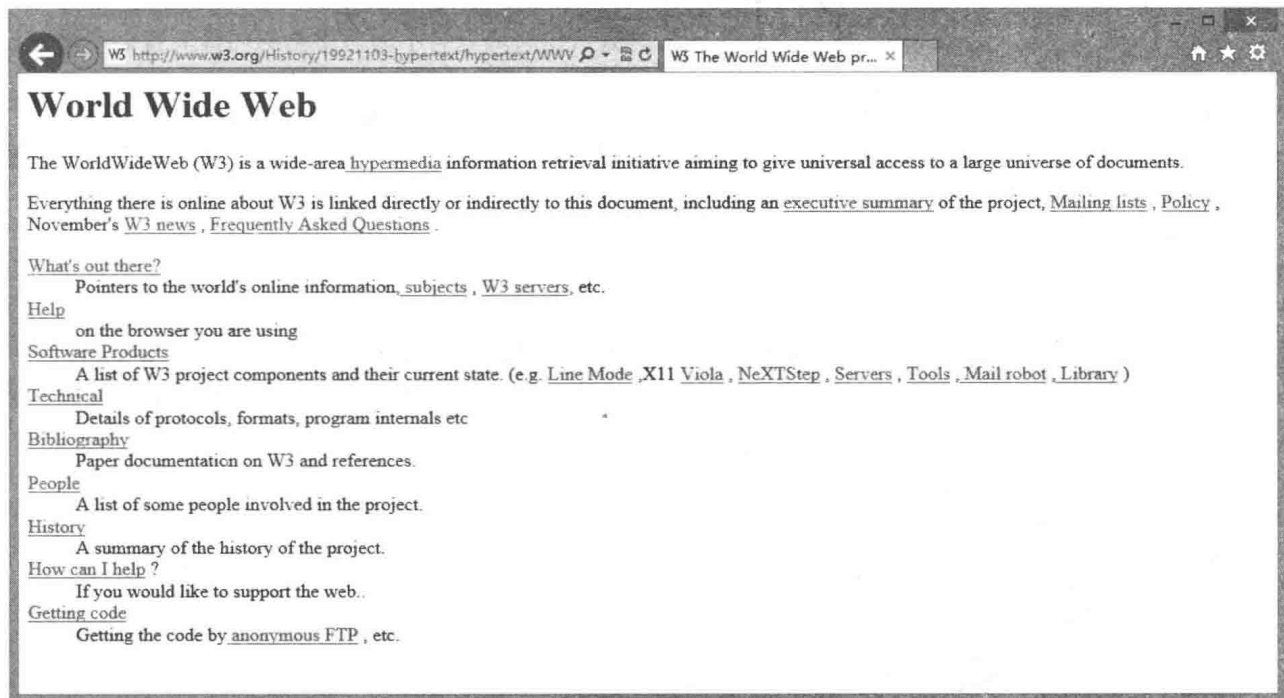 W3 http://www.w3.org/History/19921103-hypertext/hypertext/WWW
W3 The World Wide Web pr... ×
World Wide Web
The WorldWideWeb (W3) is a wide-area hypermedia information retrieval initiative aiming to give universal access to a large universe of documents.
Everything there is online about W3 is linked directly or indirectly to this document, including an executive summary of the project, Mailing lists , Policy ,
November's W3 news , Frequently Asked Questions .
What's out there?
Pointers to the world's online information, subjects , W3 servers, etc.
Help
on the browser you are using
Software Products
A list of W3 project components and their current state. (e.g. Line Mode ,X11 Viola , NeXTStep , Servers , Tools , Mail robot , Library )
Technical
Details of protocols, formats, program internals etc
Bibliography
Paper documentation on W3 and references.
People
A list of some people involved in the project.
History
A summary of the history of the project.
How can I help ?
If you would like to support the web..
Getting code
Getting the code by anonymous FTP , etc.